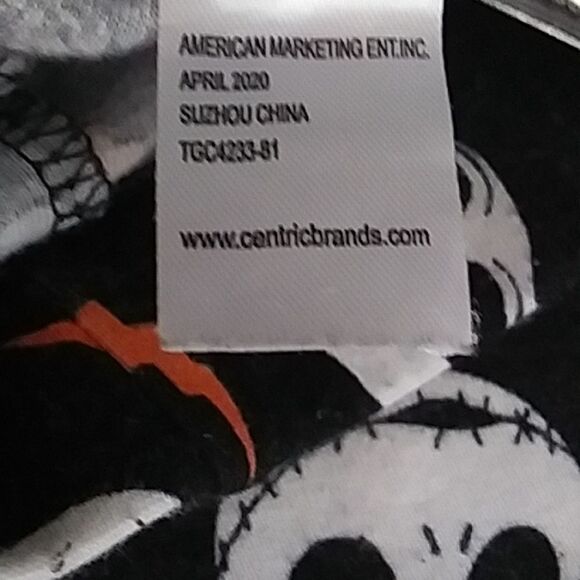 AMERICAN MARKETING ENT.INC.
APRIL 2020
SUZHOU CHINA
TGC4233-81
www.centricbrands.com